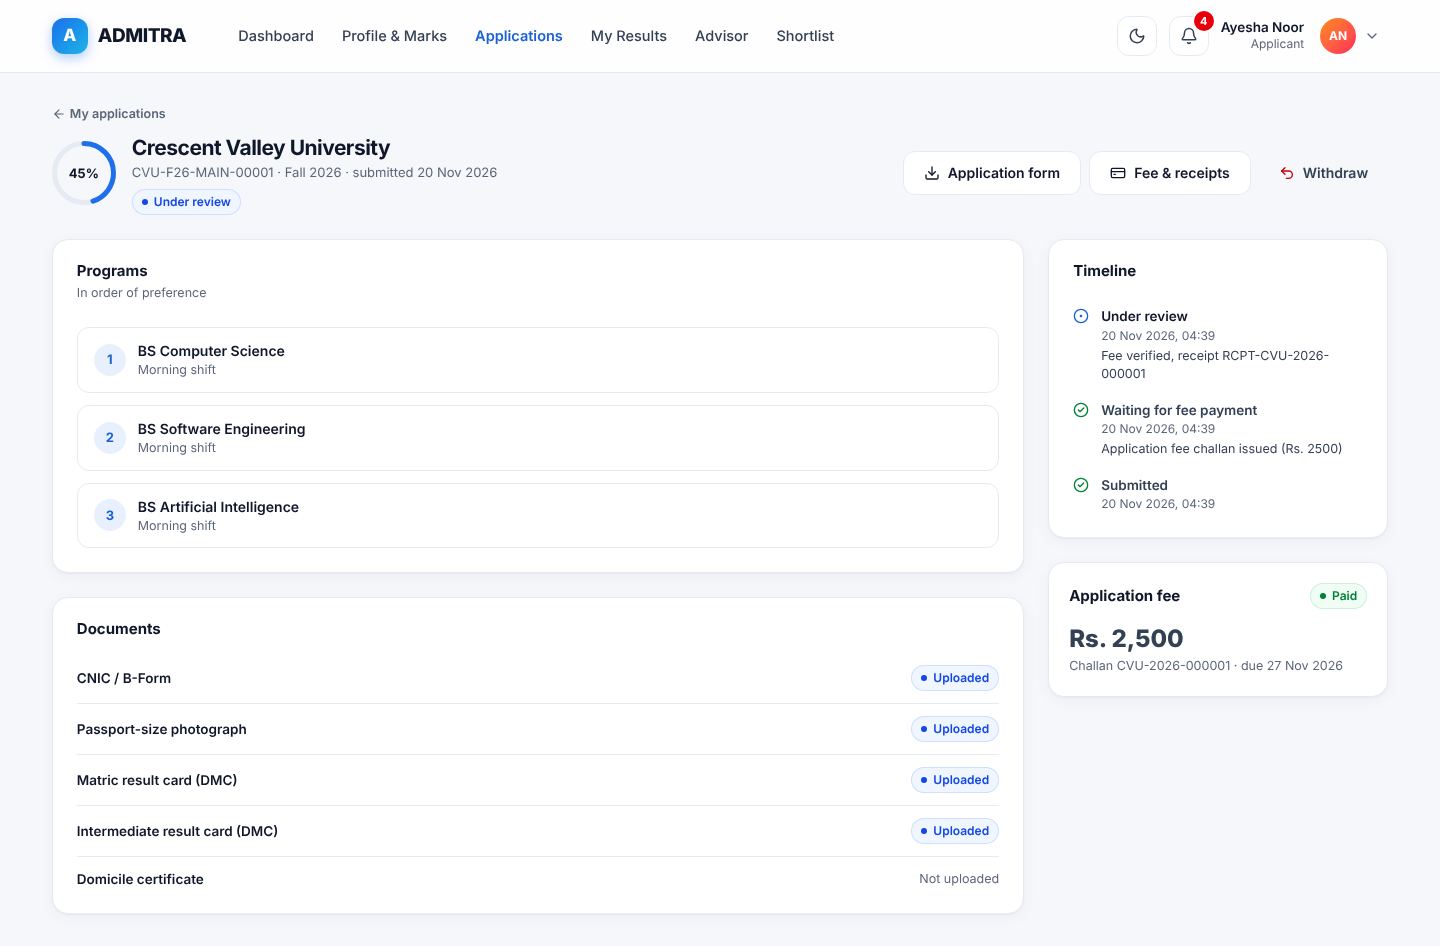 A ADMITRA Dashboard Profile & Marks Applications My Results Advisor Shortlist
4
Ayesha Noor
Applicant
AN
← My applications
45%
Crescent Valley University
CVU-F26-MAIN-00001 · Fall 2026 · submitted 20 Nov 2026
Under review
Application form
Fee & receipts
Withdraw
Programs
In order of preference
1
BS Computer Science
Morning shift
2
BS Software Engineering
Morning shift
3
BS Artificial Intelligence
Morning shift
Documents
CNIC / B-Form Uploaded
Passport-size photograph Uploaded
Matric result card (DMC) Uploaded
Intermediate result card (DMC) Uploaded
Domicile certificate Not uploaded
Timeline
Under review
20 Nov 2026, 04:39
Fee verified, receipt RCPT-CVU-2026-
000001
Waiting for fee payment
20 Nov 2026, 04:39
Application fee challan issued (Rs. 2500)
Submitted
20 Nov 2026, 04:39
Application fee Paid
Rs. 2,500
Challan CVU-2026-000001 · due 27 Nov 2026